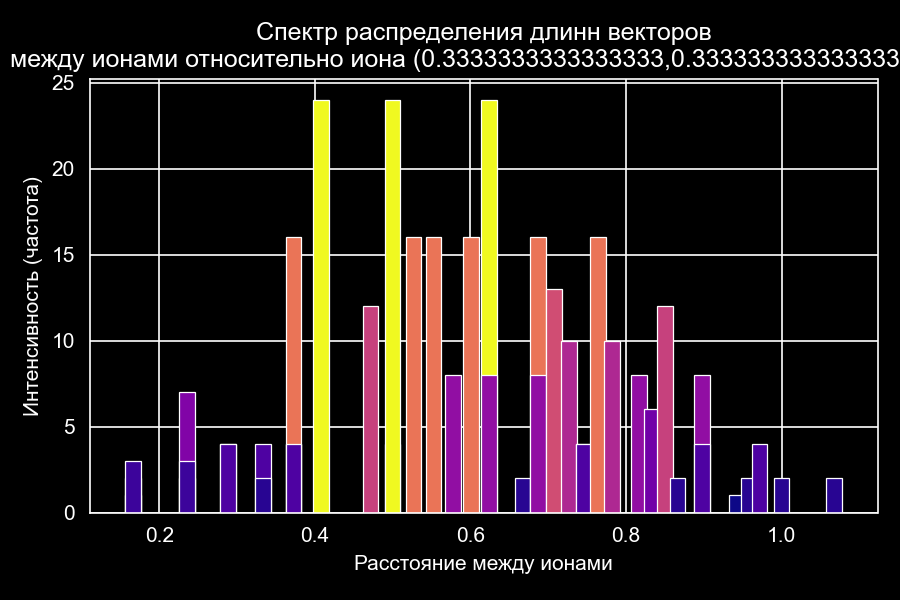 Спектр распределения длинн векторов
между ионами относительно иона (0.3333333333333333,0.333333333333333
Интенсивность (частота)
25
20
15
10
5
0
0.2 0.4 0.6 0.8 1.0
Расстояние между ионами